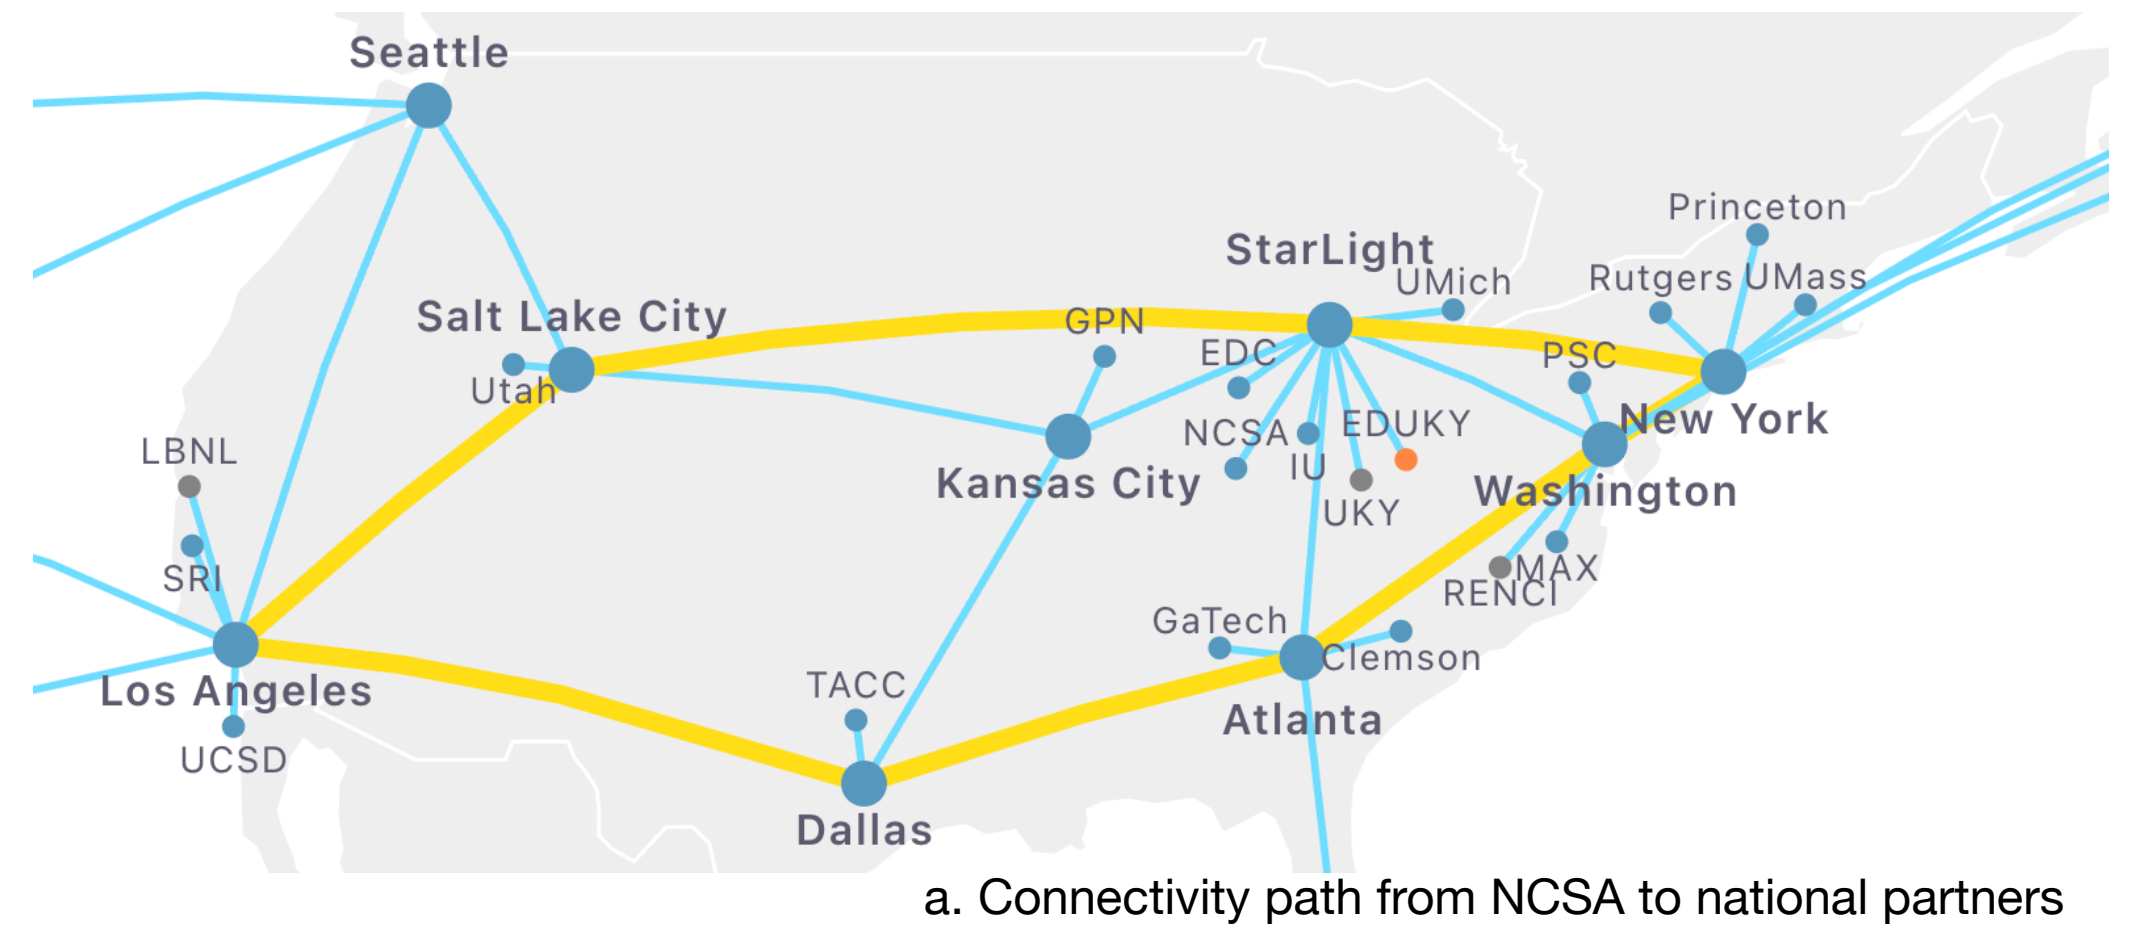 Seattle
Princeton
StarLight
UMich
Rutgers
UMass
Salt Lake City
GPN
EDC
PSC
Utah
New York
NCSA
EDUKY
LBNL
IU
Kansas City
Washington
UKY
SRI
MAX
RENCI
GaTech
Clemson
Los Angeles
TACC
Atlanta
UCSD
Dallas
a. Connectivity path from NCSA to national partners